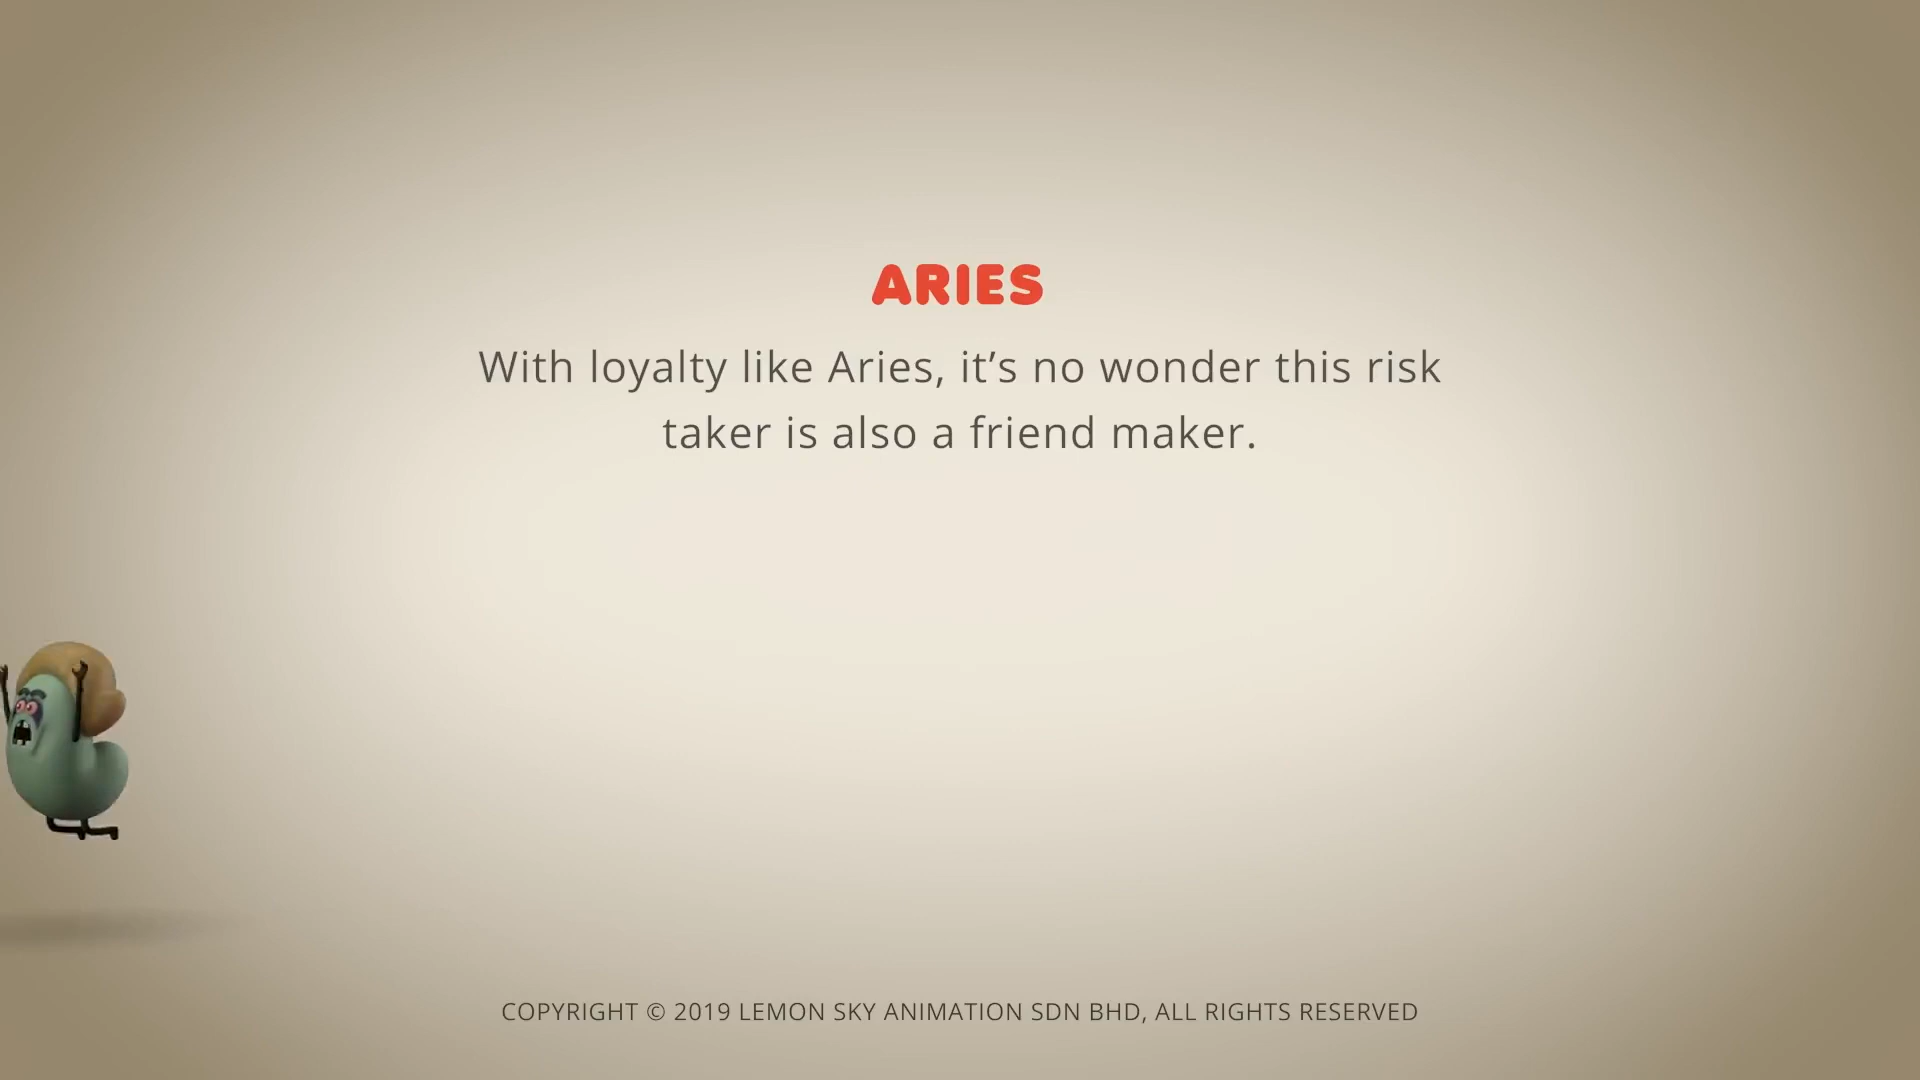 ARIES
With loyalty like Aries, it’s no wonder this risk
taker is also a friend maker.
COPYRIGHT © 2019 LEMON SKY ANIMATION SDN BHD, ALL RIGHTS RESERVED